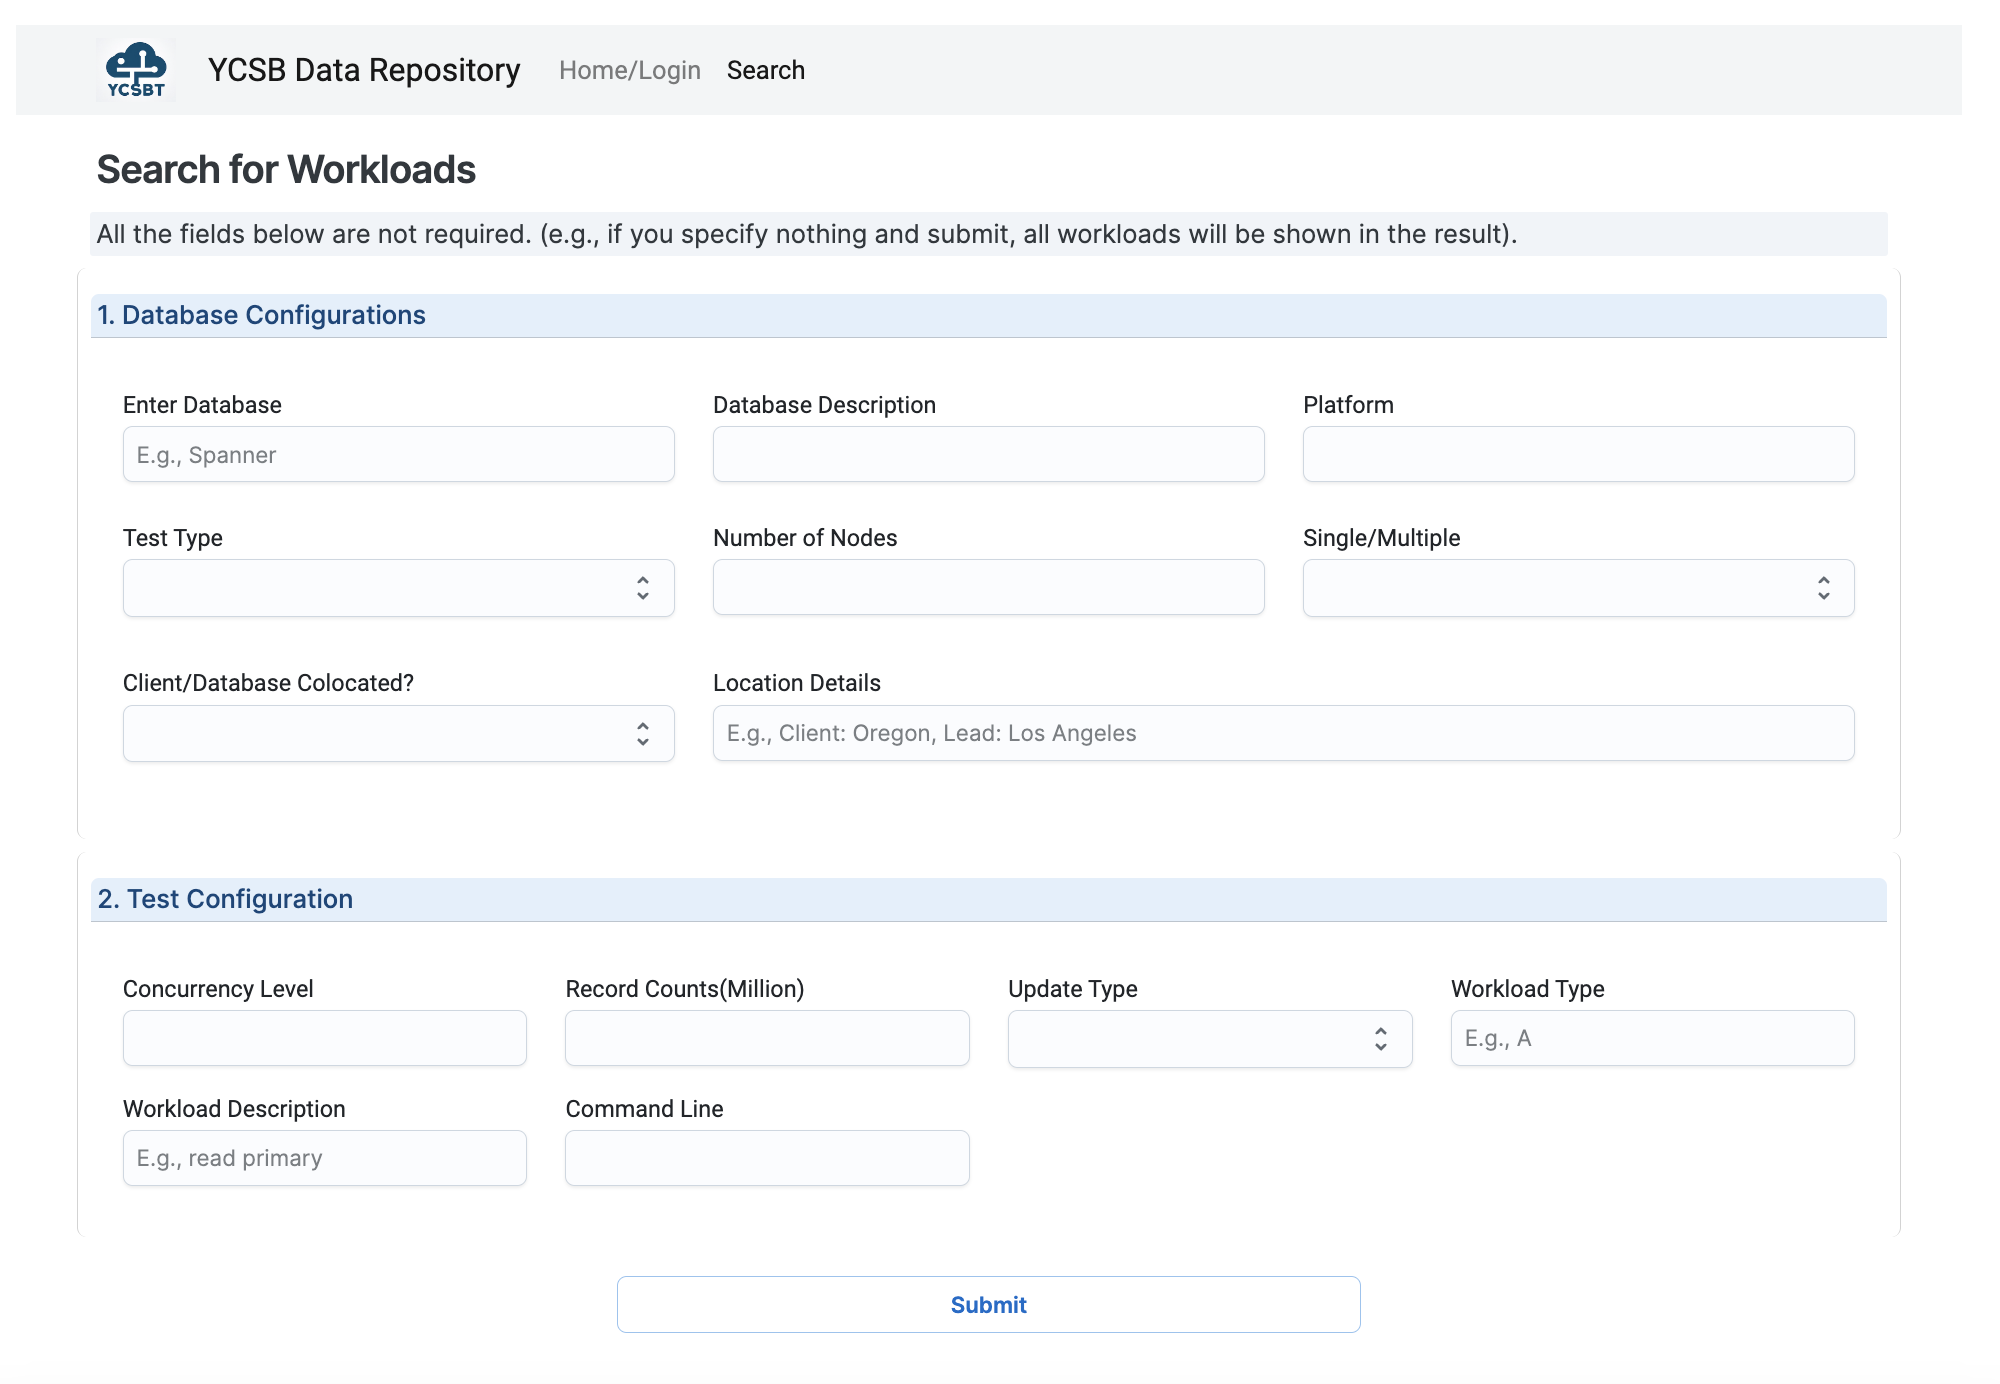 YCSBT
YCSB Data Repository Home/Login Search
Search for Workloads
All the fields below are not required. (e.g., if you specify nothing and submit, all workloads will be shown in the result).
1. Database Configurations
Enter Database Database Description Platform
E.g., Spanner
Test Type Number of Nodes Single/Multiple
Client/Database Colocated? Location Details
E.g., Client: Oregon, Lead: Los Angeles
2. Test Configuration
Concurrency Level Record Counts(Million) Update Type Workload Type
E.g., A
Workload Description Command Line
E.g., read primary
Submit